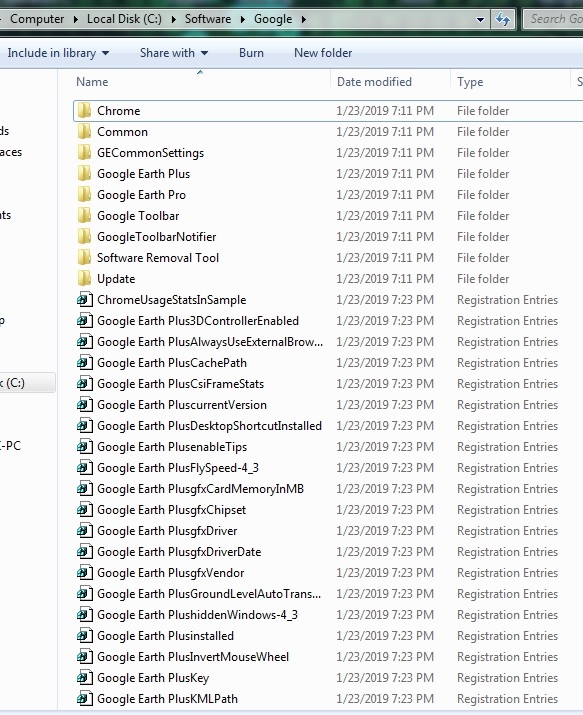 Computer ▸ Local Disk (C:) ▸ Software ▸ Google ▸ Search Go
Include in library Share with Burn New folder
Name Date modified Type S
Chrome 1/23/2019 7:11 PM File folder
ds Common 1/23/2019 7:11 PM File folder
aces GECommonSettings 1/23/2019 7:11 PM File folder
Google Earth Plus 1/23/2019 7:11 PM File folder
Google Earth Pro 1/23/2019 7:11 PM File folder
nts Google Toolbar 1/23/2019 7:11 PM File folder
GoogleToolbarNotifier 1/23/2019 7:11 PM File folder
Software Removal Tool 1/23/2019 7:11 PM File folder
Update 1/23/2019 7:11 PM File folder
ChromeUsageStatsInSample 1/23/2019 7:23 PM Registration Entries
p Google Earth Plus3DControllerEnabled 1/23/2019 7:23 PM Registration Entries
Google Earth PlusAlwaysUseExternalBrow... 1/23/2019 7:23 PM Registration Entries
Google Earth PlusCachePath 1/23/2019 7:23 PM Registration Entries
k (C:) Google Earth PlusCsiFrameStats 1/23/2019 7:23 PM Registration Entries
Google Earth PluscurrentVersion 1/23/2019 7:23 PM Registration Entries
Google Earth PlusDesktopShortcutInstalled 1/23/2019 7:23 PM Registration Entries
-PC Google Earth PlusenableTips 1/23/2019 7:23 PM Registration Entries
Google Earth PlusFlySpeed-4_3 1/23/2019 7:23 PM Registration Entries
Google Earth PlusgfxCardMemoryInMB 1/23/2019 7:23 PM Registration Entries
Google Earth PlusgfxChipset 1/23/2019 7:23 PM Registration Entries
Google Earth PlusgfxDriver 1/23/2019 7:23 PM Registration Entries
Google Earth PlusgfxDriverDate 1/23/2019 7:23 PM Registration Entries
Google Earth PlusgfxVendor 1/23/2019 7:23 PM Registration Entries
Google Earth PlusGroundLevelAutoTrans... 1/23/2019 7:23 PM Registration Entries
Google Earth PlushiddenWindows-4_3 1/23/2019 7:23 PM Registration Entries
Google Earth Plusinstalled 1/23/2019 7:23 PM Registration Entries
Google Earth PlusInvertMouseWheel 1/23/2019 7:23 PM Registration Entries
Google Earth PlusKey 1/23/2019 7:23 PM Registration Entries
Google Earth PlusKMLPath 1/23/2019 7:23 PM Registration Entries